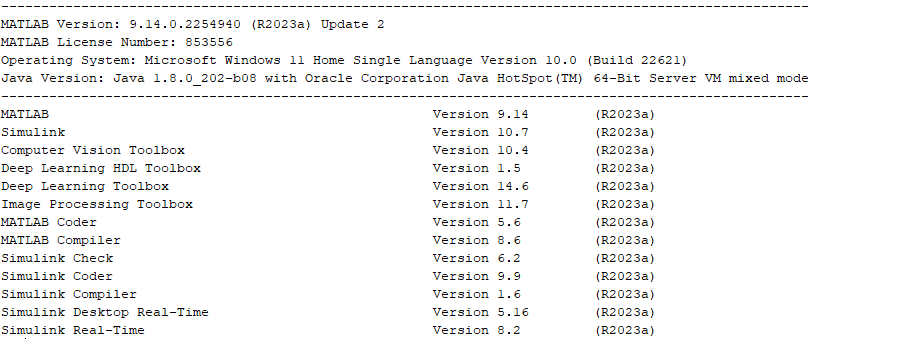 MATLAB Version: 9.14.0.2254940 (R2023a) Update 2
MATLAB License Number: 853556
Operating System: Microsoft Windows 11 Home Single Language Version 10.0 (Build 22621)
Java Version: Java 1.8.0_202-b08 with Oracle Corporation Java HotSpot(TM) 64-Bit Server VM mixed mode
MATLAB Version 9.14 (R2023a)
Simulink Version 10.7 (R2023a)
Computer Vision Toolbox Version 10.4 (R2023a)
Deep Learning HDL Toolbox Version 1.5 (R2023a)
Deep Learning Toolbox Version 14.6 (R2023a)
Image Processing Toolbox Version 11.7 (R2023a)
MATLAB Coder Version 5.6 (R2023a)
MATLAB Compiler Version 8.6 (R2023a)
Simulink Check Version 6.2 (R2023a)
Simulink Coder Version 9.9 (R2023a)
Simulink Compiler Version 1.6 (R2023a)
Simulink Desktop Real-Time Version 5.16 (R2023a)
Simulink Real-Time Version 8.2 (R2023a)